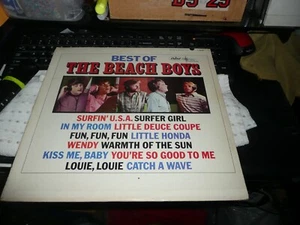 BEST OF
THE BEACH BOYS
SURFIN' U.S.A. SURFER GIRL
IN MY ROOM LITTLE DEUCE COUPE
FUN, FUN, FUN LITTLE HONDA
WENDY WARMTH OF THE SUN
KISS ME, BABY YOU'RE SO GOOD TO ME
LOUIE, LOUIE CATCH A WAVE